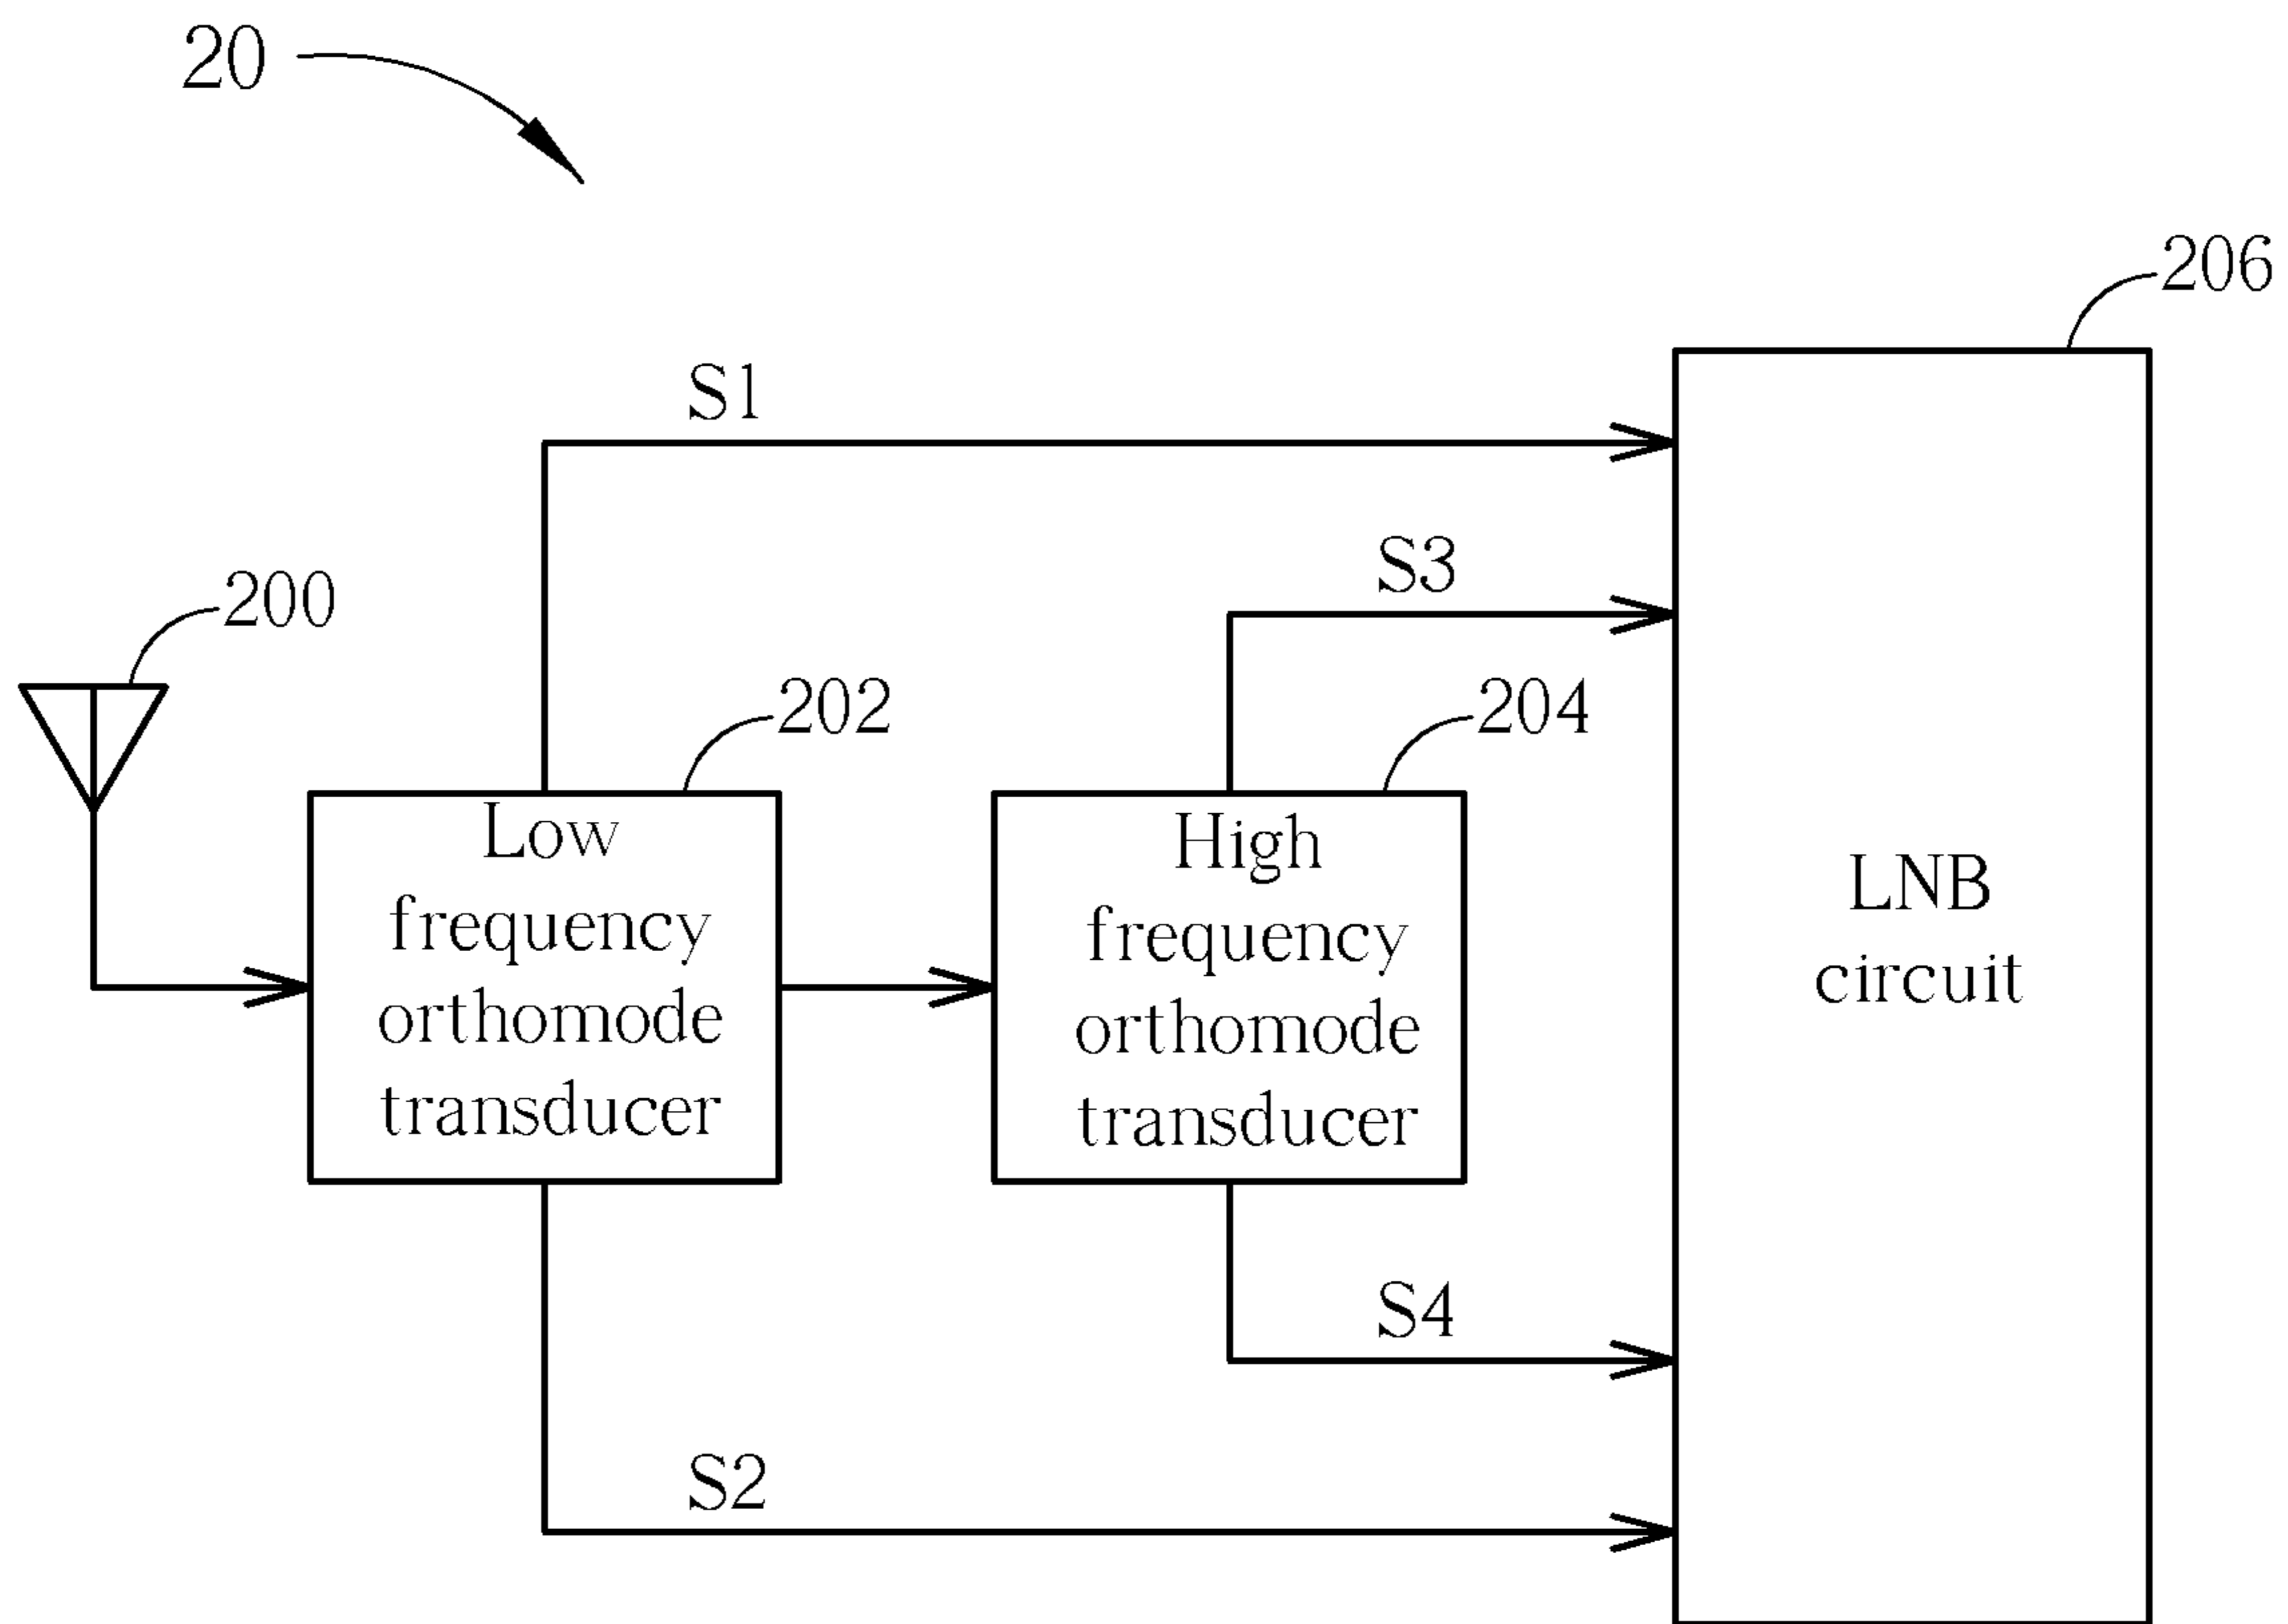 20
206
S1
S3
200
202
204
Low
frequency
orthomode
transducer
High
frequency
orthomode
transducer
LNB
circuit
S4
S2